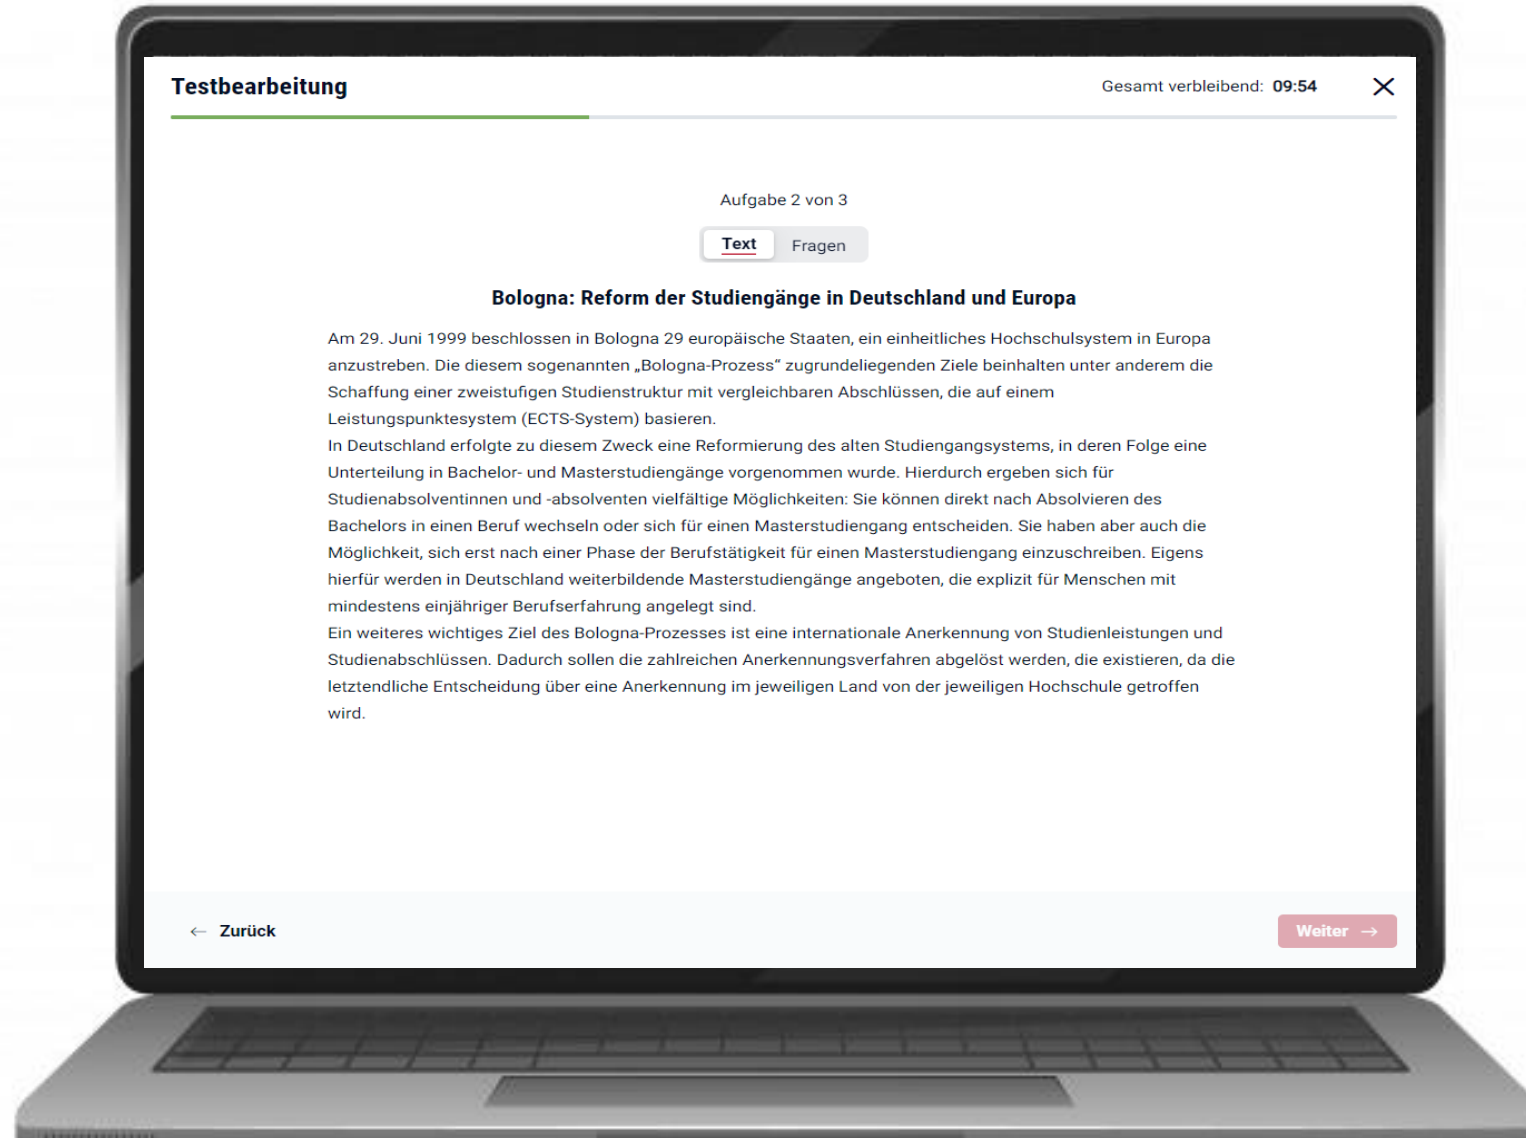 Testbearbeitung
Gesamt verbleibend: 09:54
Aufgabe 2 von 3
Text Fragen
Bologna: Reform der Studiengänge in Deutschland und Europa
Am 29. Juni 1999 beschlossen in Bologna 29 europäische Staaten, ein einheitliches Hochschulsystem in Europa
anzustreben. Die diesem sogenannten „Bologna-Prozess“ zugrundeliegenden Ziele beinhalten unter anderem die
Schaffung einer zweistufigen Studienstruktur mit vergleichbaren Abschlüssen, die auf einem
Leistungspunktesystem (ECTS-System) basieren.
In Deutschland erfolgte zu diesem Zweck eine Reformierung des alten Studiengangsystems, in deren Folge eine
Unterteilung in Bachelor- und Masterstudiengänge vorgenommen wurde. Hierdurch ergeben sich für
Studienabsolventinnen und -absolventen vielfältige Möglichkeiten: Sie können direkt nach Absolvieren des
Bachelors in einen Beruf wechseln oder sich für einen Masterstudiengang entscheiden. Sie haben aber auch die
Möglichkeit, sich erst nach einer Phase der Berufstätigkeit für einen Masterstudiengang einzuschreiben. Eigens
hierfür werden in Deutschland weiterbildende Masterstudiengänge angeboten, die explizit für Menschen mit
mindestens einjähriger Berufserfahrung angelegt sind.
Ein weiteres wichtiges Ziel des Bologna-Prozesses ist eine internationale Anerkennung von Studienleistungen und
Studienabschlüssen. Dadurch sollen die zahlreichen Anerkennungsverfahren abgelöst werden, die existieren, da die
letztendliche Entscheidung über eine Anerkennung im jeweiligen Land von der jeweiligen Hochschule getroffen
wird.
← Zurück
Weiter →